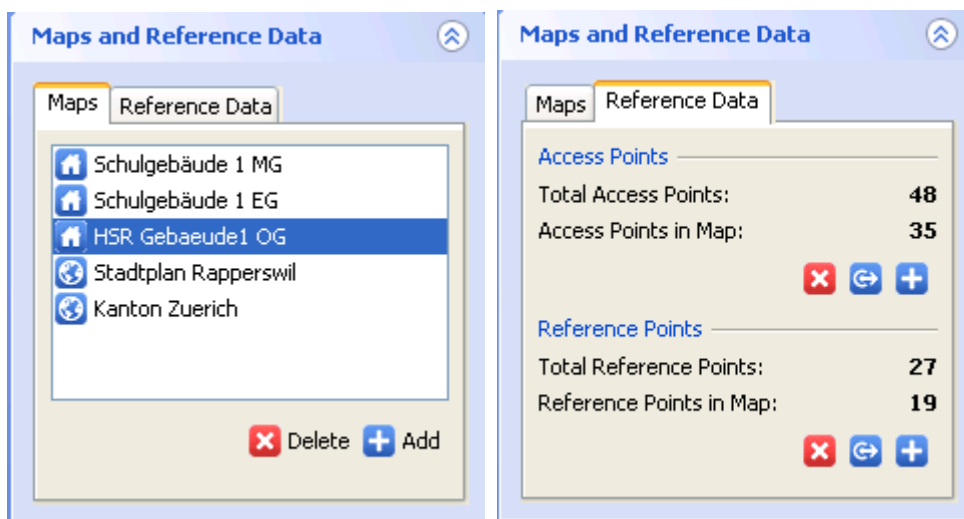 Maps and Reference Data
Maps Reference Data
Schulgebäude 1 MG
Schulgebäude 1 EG
HSR Gebaeude1 OG
Stadtplan Rapperswil
Kanton Zuerich
Delete Add
Maps and Reference Data
Maps Reference Data
Access Points
Total Access Points: 48
Access Points in Map: 35
Reference Points
Total Reference Points: 27
Reference Points in Map: 19